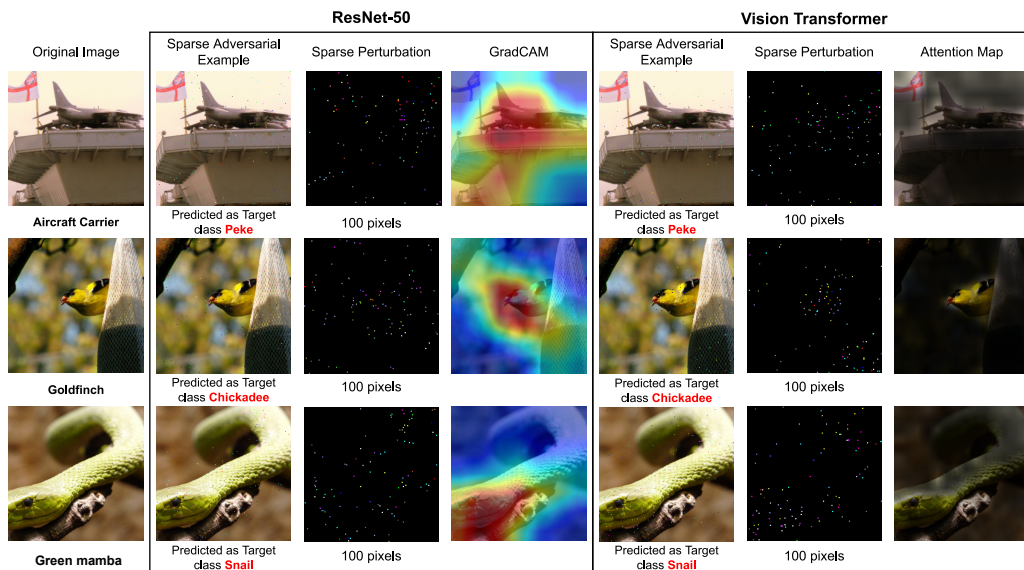 ResNet-50
Vision Transformer
Original Image
Sparse Adversarial
Example
Sparse Perturbation
GradCAM
Sparse Adversarial
Example
Sparse Perturbation
Attention Map
Aircraft Carrier
Predicted as Target
class Peke
100 pixels
Predicted as Target
class Peke
100 pixels
Goldfinch
Predicted as Target
class Chickadee
100 pixels
Predicted as Target
class Chickadee
100 pixels
Green mamba
Predicted as Target
class Snail
100 pixels
Predicted as Target
class Snail
100 pixels